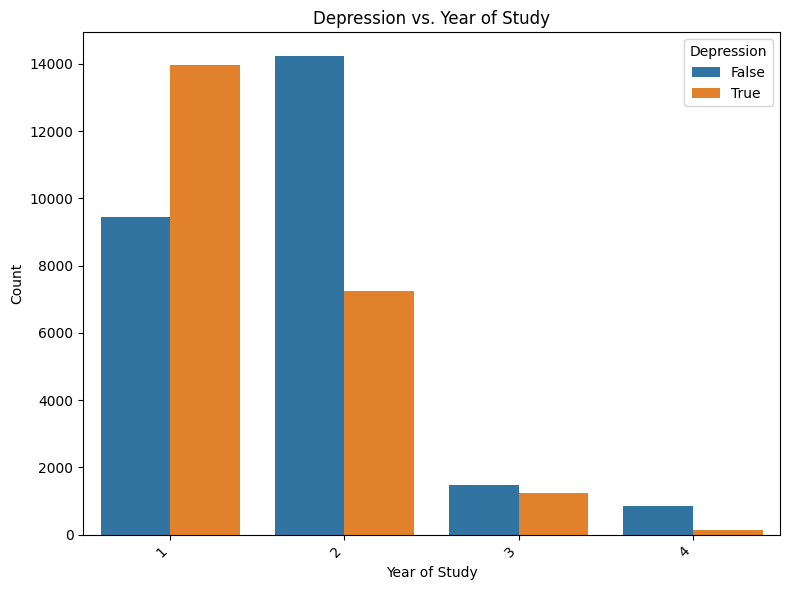 Depression vs. Year of Study
Depression
False
True
Count
14000
12000
10000
8000
6000
4000
2000
0
1 2 3 4
Year of Study